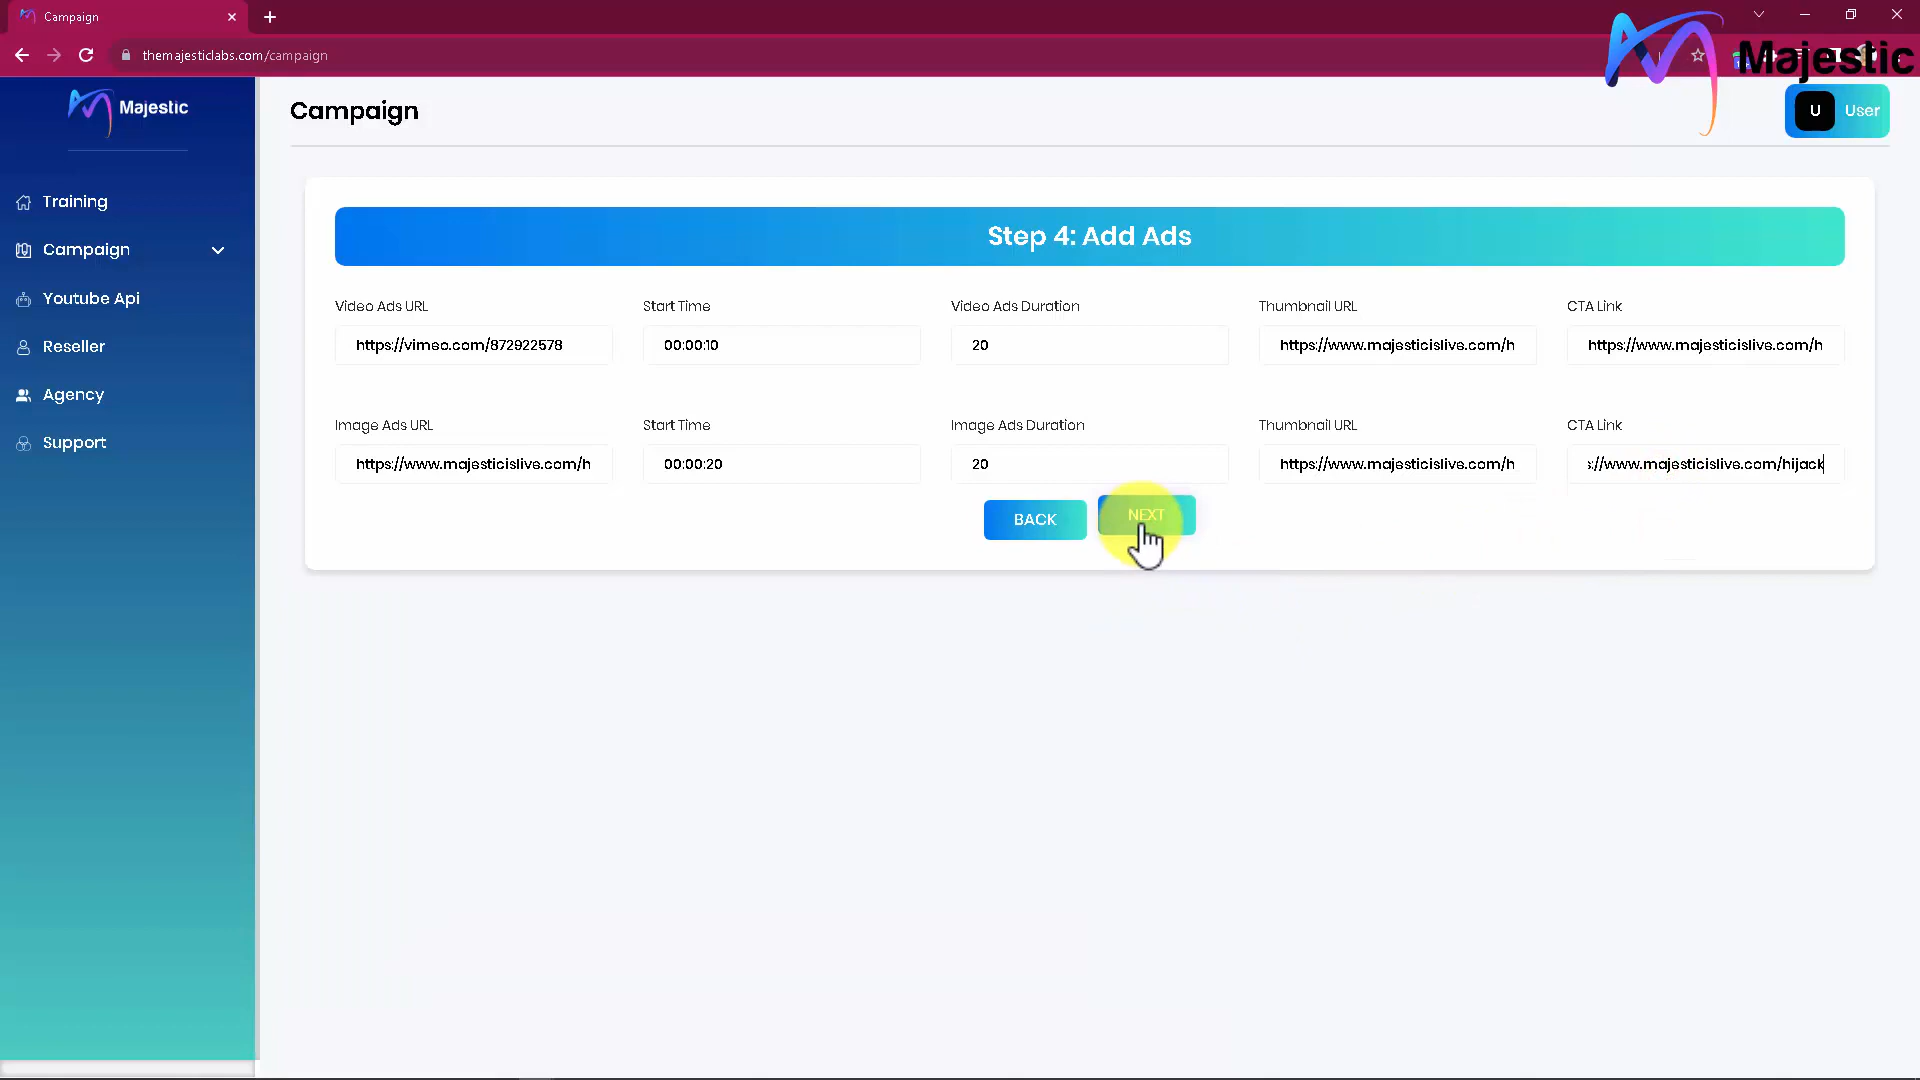 Campaign
themajesticlabs.com/campaign
Majestic
Majestic
Campaign
U
User
Training
Campaign
Youtube Api
Reseller
Agency
Support
Step 4: Add Ads
Video Ads URL
Start Time
Video Ads Duration
Thumbnail URL
CTA Link
https://vimeo.com/872922578
00:00:10
20
https://www.majesticislive.com/h
https://www.majesticislive.com/h
Image Ads URL
Start Time
Image Ads Duration
Thumbnail URL
CTA Link
https://www.majesticislive.com/h
00:00:20
20
https://www.majesticislive.com/h
s://www.majesticislive.com/hijack
BACK
NEXT